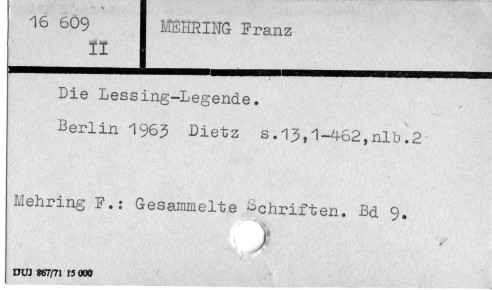 16 609
II
MEHRING Franz
Die Lessing-Legende.
Berlin 1963 Dietz s.13,1-462,nlb.2
Mehring F.: Gesammelte Schriften. Bd 9.
DUJ 867/71 15 000